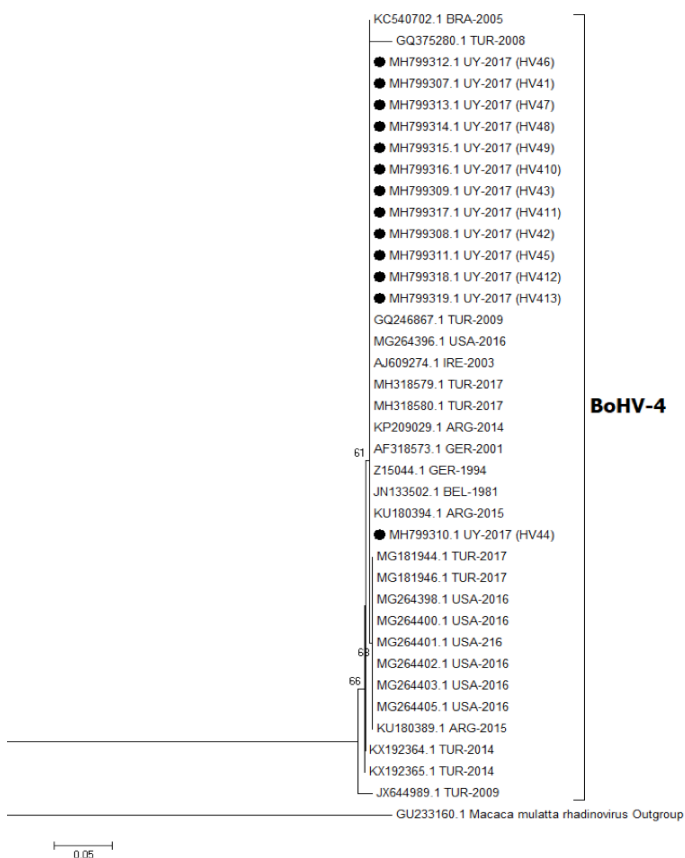 KC540702.1 BRA-2005
GQ375280.1 TUR-2008
MH799312.1 UY-2017 (HV46)
MH799307.1 UY-2017 (HV41)
MH799313.1 UY-2017 (HV47)
MH799314.1 UY-2017 (HV48)
MH799315.1 UY-2017 (HV49)
MH799316.1 UY-2017 (HV410)
MH799309.1 UY-2017 (HV43)
MH799317.1 UY-2017 (HV411)
MH799308.1 UY-2017 (HV42)
MH799311.1 UY-2017 (HV45)
MH799318.1 UY-2017 (HV412)
MH799319.1 UY-2017 (HV413)
GQ246867.1 TUR-2009
MG264396.1 USA-2016
AJ609274.1 IRE-2003
MH318579.1 TUR-2017
MH318580.1 TUR-2017
BoHV-4
KP209029.1 ARG-2014
AF318573.1 GER-2001
61
Z15044.1 GER-1994
JN133502.1 BEL-1981
KU180394.1 ARG-2015
MH799310.1 UY-2017 (HV44)
MG181944.1 TUR-2017
MG181946.1 TUR-2017
MG264398.1 USA-2016
MG264400.1 USA-2016
MG264401.1 USA-216
63
MG264402.1 USA-2016
MG264403.1 USA-2016
66
MG264405.1 USA-2016
KU180389.1 ARG-2015
KX192364.1 TUR-2014
KX192365.1 TUR-2014
JX644989.1 TUR-2009
GU233160.1 Macaca mulatta rhadinovirus Outgroup
0.05